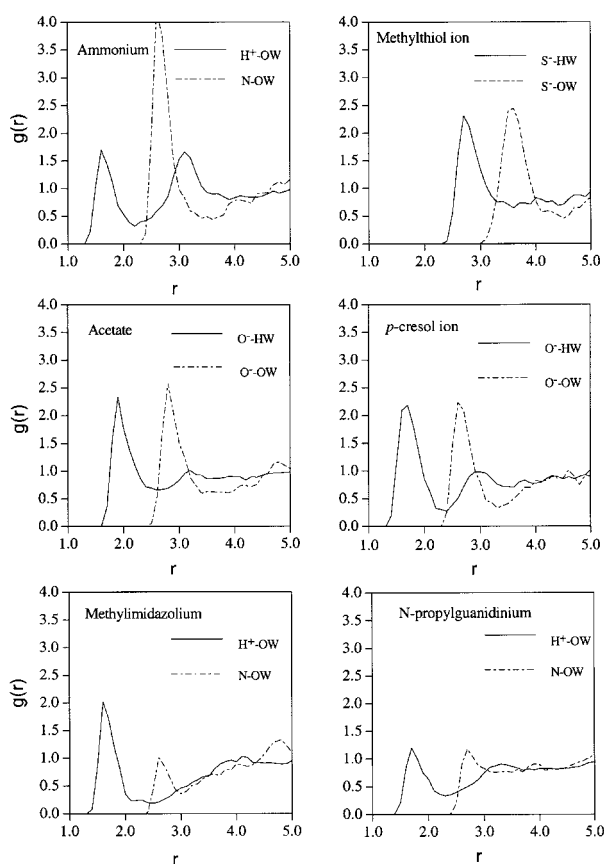 Ammonium
H⁺-OW
N-OW
g(r)
4.0
3.5
3.0
2.5
2.0
1.5
1.0
0.5
0.0
1.0 2.0 3.0 4.0 5.0
r
Methylthiol ion
S⁻-HW
S⁻-OW
4.0
3.5
3.0
2.5
2.0
1.5
1.0
0.5
0.0
1.0 2.0 3.0 4.0 5.0
r
Acetate
O⁻-HW
O⁻-OW
g(r)
4.0
3.5
3.0
2.5
2.0
1.5
1.0
0.5
0.0
1.0 2.0 3.0 4.0 5.0
r
p-cresol ion
O⁻-HW
O⁻-OW
4.0
3.5
3.0
2.5
2.0
1.5
1.0
0.5
0.0
1.0 2.0 3.0 4.0 5.0
r
Methylimidazolium
H⁺-OW
N-OW
g(r)
4.0
3.5
3.0
2.5
2.0
1.5
1.0
0.5
0.0
1.0 2.0 3.0 4.0 5.0
r
N-propylguanidinium
H⁺-OW
N-OW
4.0
3.5
3.0
2.5
2.0
1.5
1.0
0.5
0.0
1.0 2.0 3.0 4.0 5.0
r